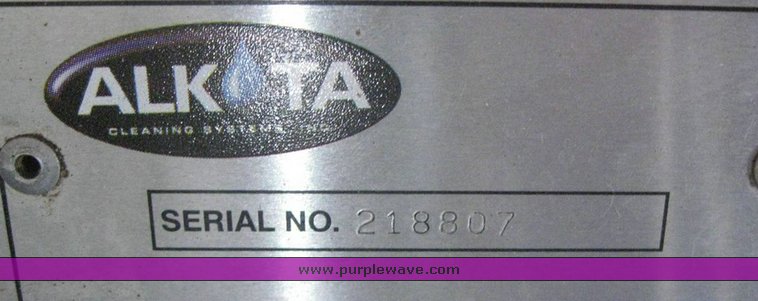 ALKOTA
CLEANING SYSTEMS, INC.
SERIAL NO. 218807
www.purplewave.com